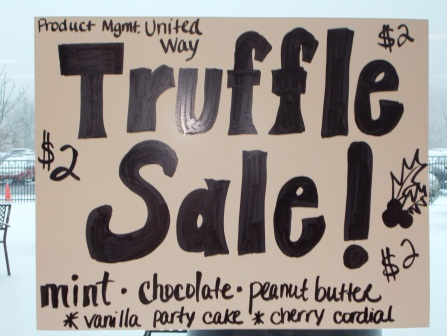 Product Mgmt. United
Way
$2
Truffle
$2
Sale!
$2
mint · chocolate · peanut butter
* vanilla party cake * cherry cordial